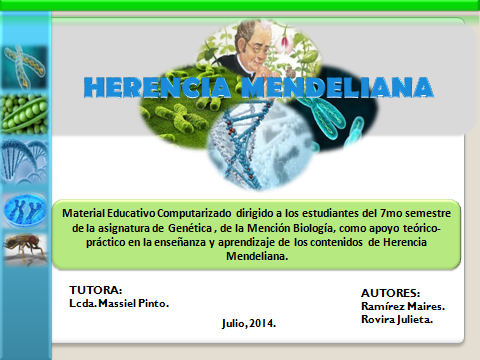 HERENCIA MENDELIANA
Material Educativo Computarizado dirigido a los estudiantes del 7mo semestre
de la asignatura de Genética , de la Mención Biología, como apoyo teórico-
práctico en la enseñanza y aprendizaje de los contenidos de Herencia
Mendeliana.
TUTORA:
Lcda. Massiel Pinto.
AUTORES:
Ramírez Maires.
Rovira Julieta.
Julio, 2014.